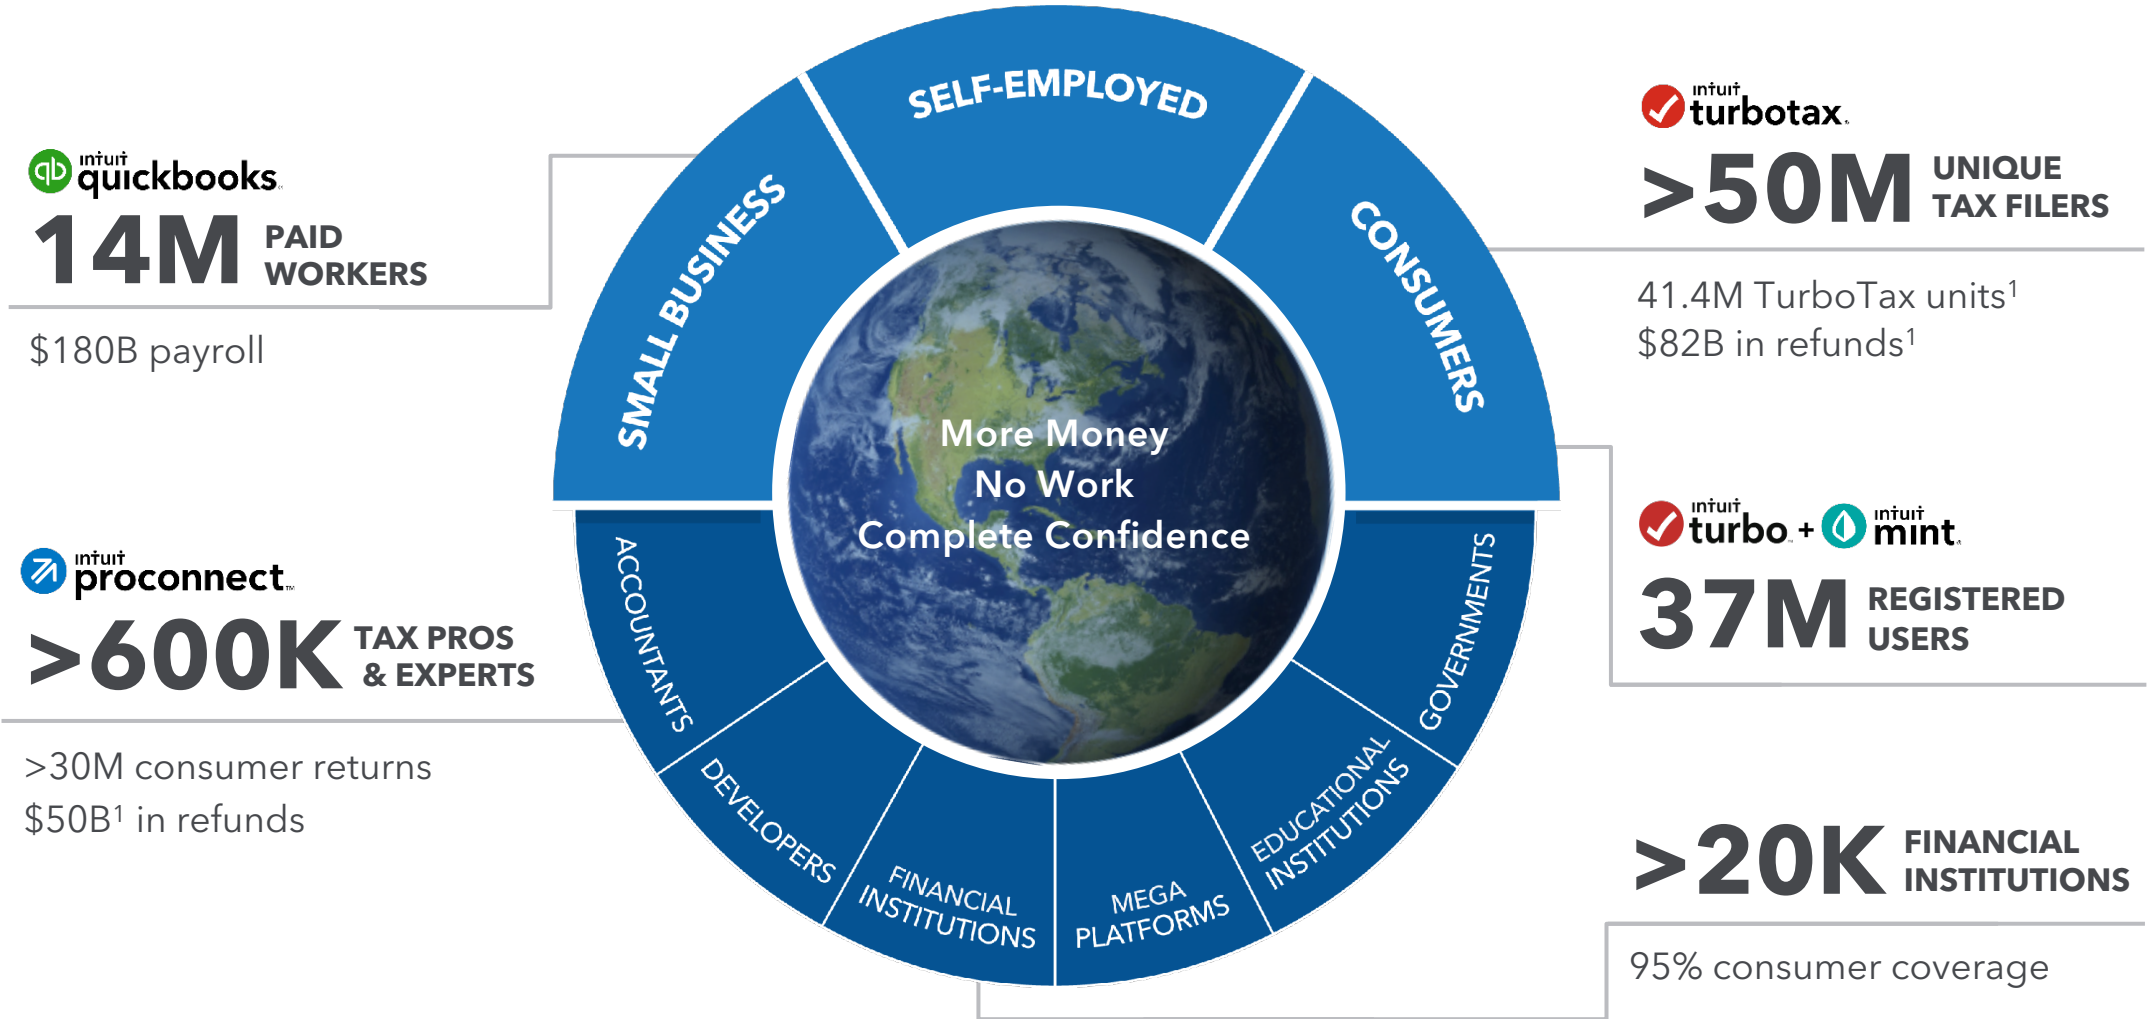 intuit
quickbooks.
14M PAID
WORKERS
$180B payroll
intuit
proconnect™
>600K TAX PROS
& EXPERTS
>30M consumer returns
$50B¹ in refunds
SELF-EMPLOYED
SMALL BUSINESS
CONSUMERS
More Money
No Work
Complete Confidence
ACCOUNTANTS
DEVELOPERS
FINANCIAL
INSTITUTIONS
MEGA
PLATFORMS
EDUCATIONAL
INSTITUTIONS
GOVERNMENTS
intuit
turbotax.
>50M UNIQUE
TAX FILERS
41.4M TurboTax units¹
$82B in refunds¹
intuit
turbo + intuit
mint.
37M REGISTERED
USERS
>20K FINANCIAL
INSTITUTIONS
95% consumer coverage